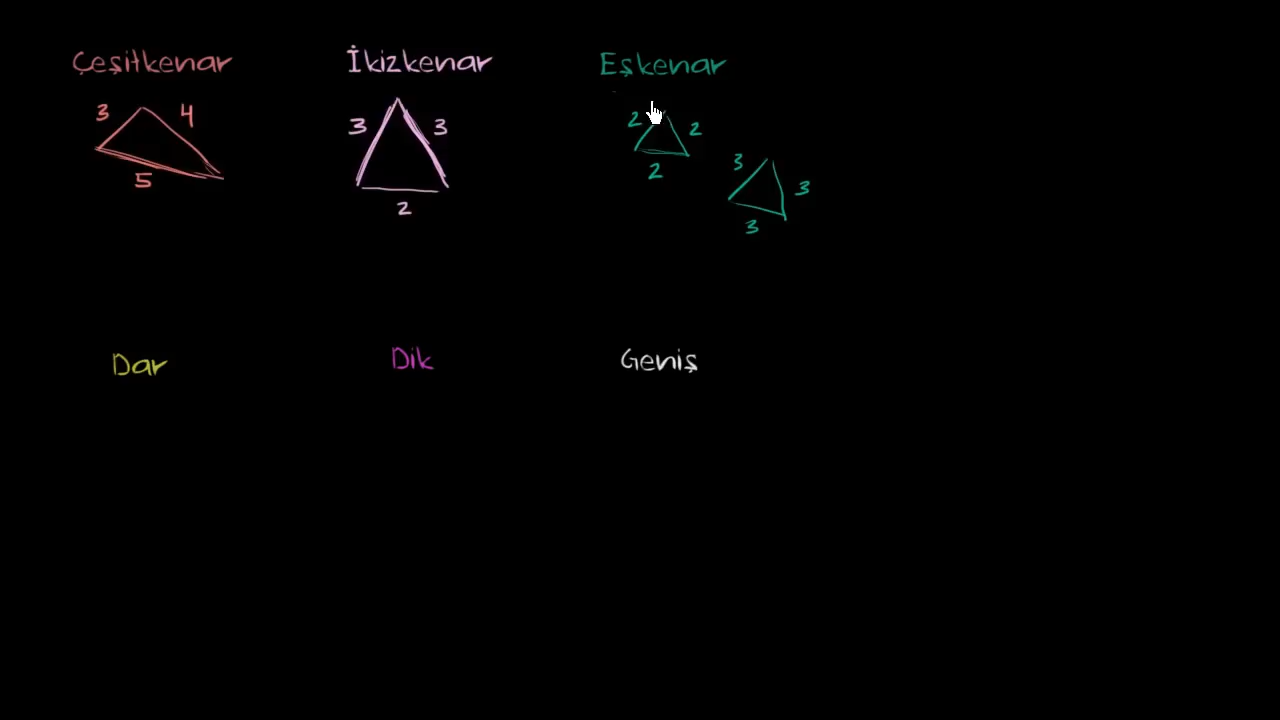 Çeşitkenar İkizkenar Eşkenar
3 4 3 3 2 2
5 2 2 3 3
3
Dar Dik Geniş